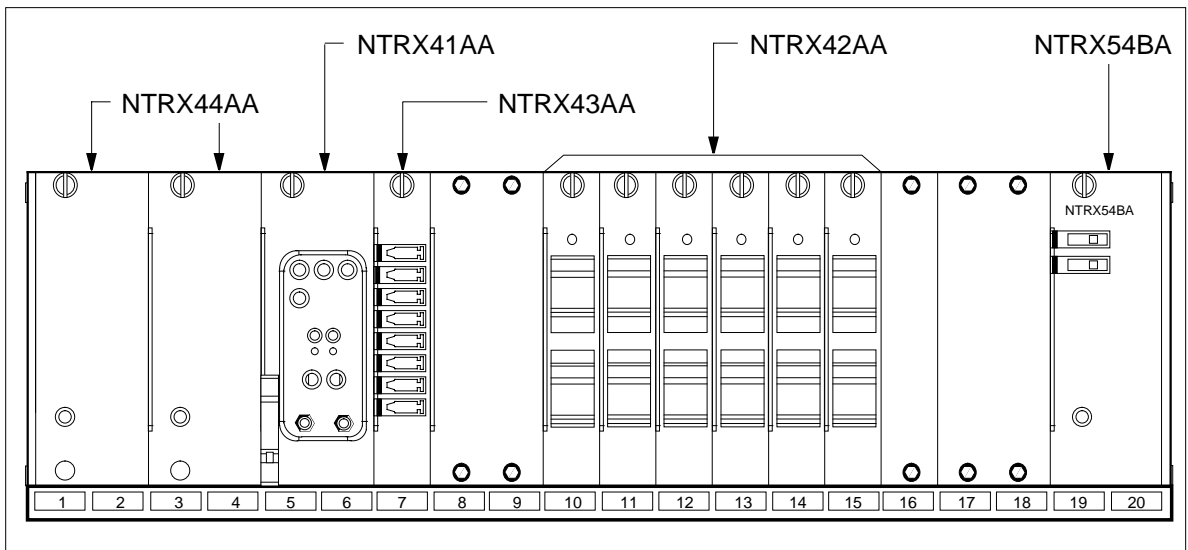 NTRX41AA
NTRX42AA
NTRX54BA
NTRX44AA
NTRX43AA
NTRX54BA
1 2 3 4 5 6 7 8 9 10 11 12 13 14 15 16 17 18 19 20